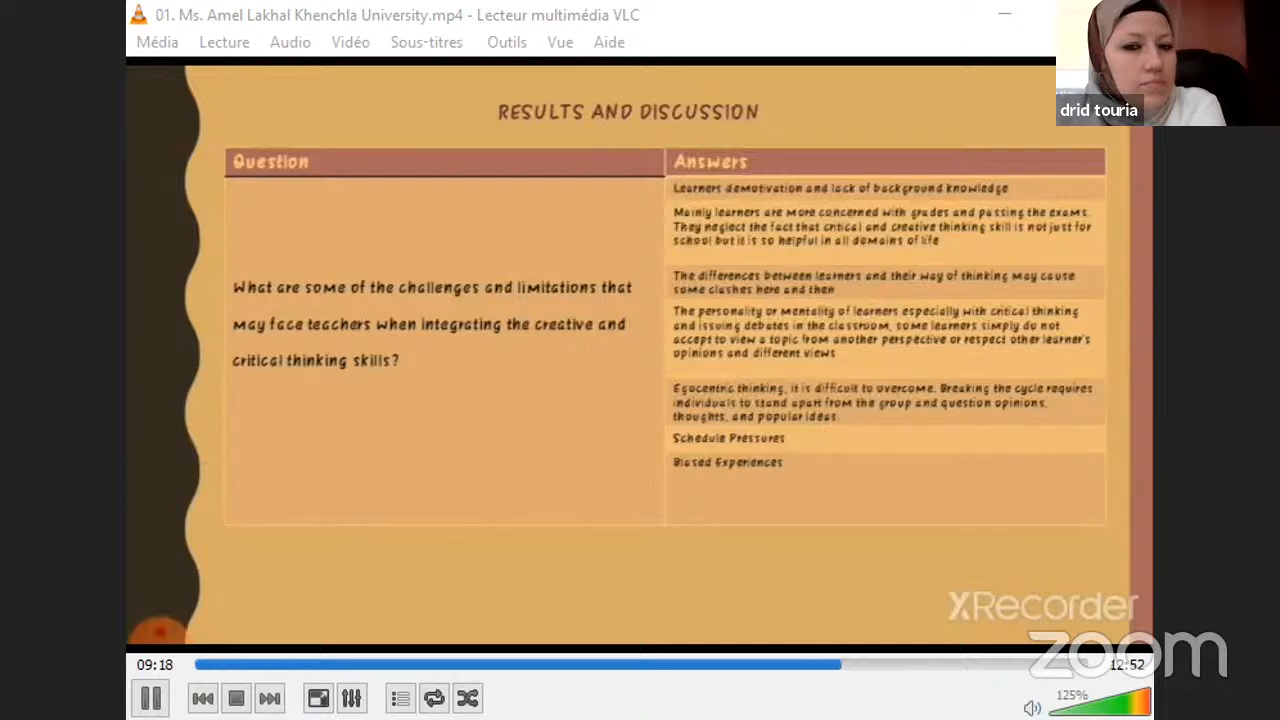 01. Ms. Amel Lakhal Khenchla University.mp4 - Lecteur multimédia VLC
Média Lecture Audio Vidéo Sous-titres Outils Vue Aide
drid touria
RESULTS AND DISCUSSION
Question
Answers
What are some of the challenges and limitations that
may face teachers when integrating the creative and
critical thinking skills?
Learners demotivation and lack of background knowledge
Mainly learners are more concerned with grades and passing the exams.
They neglect the fact that critical and creative thinking skill is not just for
school but it is so helpful in all domains of life
The differences between learners and their way of thinking may cause
some clashes here and then
The personality or mentality of learners especially with critical thinking
and issuing debates in the classroom, some learners simply do not
accept to view a topic from another perspective or respect other learner's
opinions and different views
Egocentric thinking, it is difficult to overcome. Breaking the cycle requires
individuals to stand apart from the group and question opinions,
thoughts, and popular ideas.
Schedule Pressures
Biased Experiences
XRecorder
zoom
09:18
12:52
125%